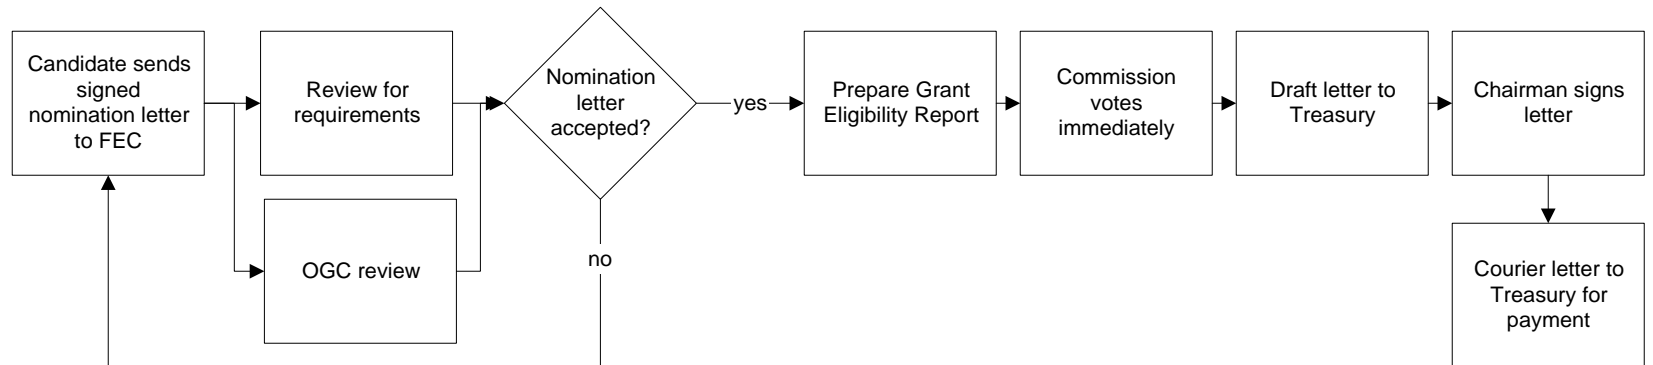 Candidate sends
signed
nomination letter
to FEC
Review for
requirements
OGC review
Nomination
letter
accepted?
yes
no
Prepare Grant
Eligibility Report
Commission
votes
immediately
Draft letter to
Treasury
Chairman signs
letter
Courier letter to
Treasury for
payment